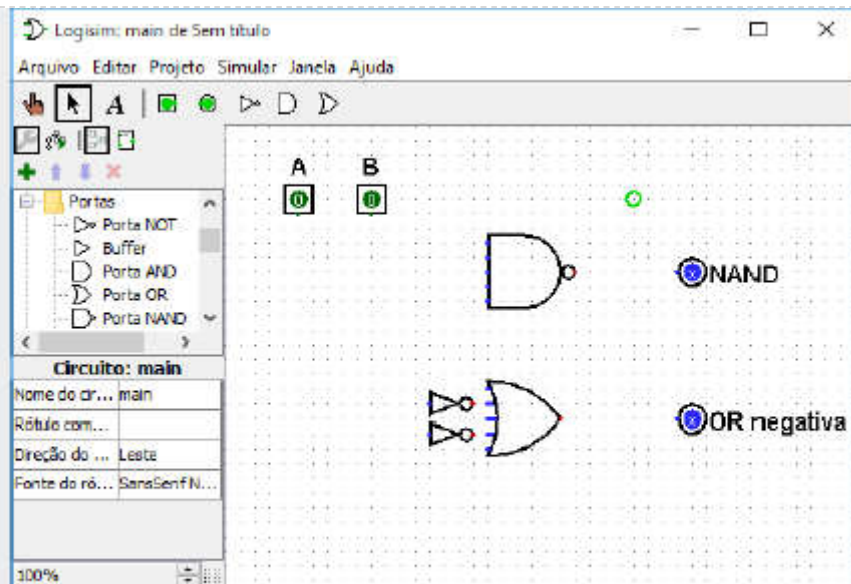 Logisim: main de Sem título
Arquivo Editar Projeto Simular Janela Ajuda
A
A B
0 0
Portas
Porta NOT
Buffer
Porta AND
Porta OR
Porta NAND
x NAND
Circuito: main
Nome do cir... main
Rótulo com...
Direção do ... Leste
Fonte do ró... SansSerif N...
x OR negativa
100%